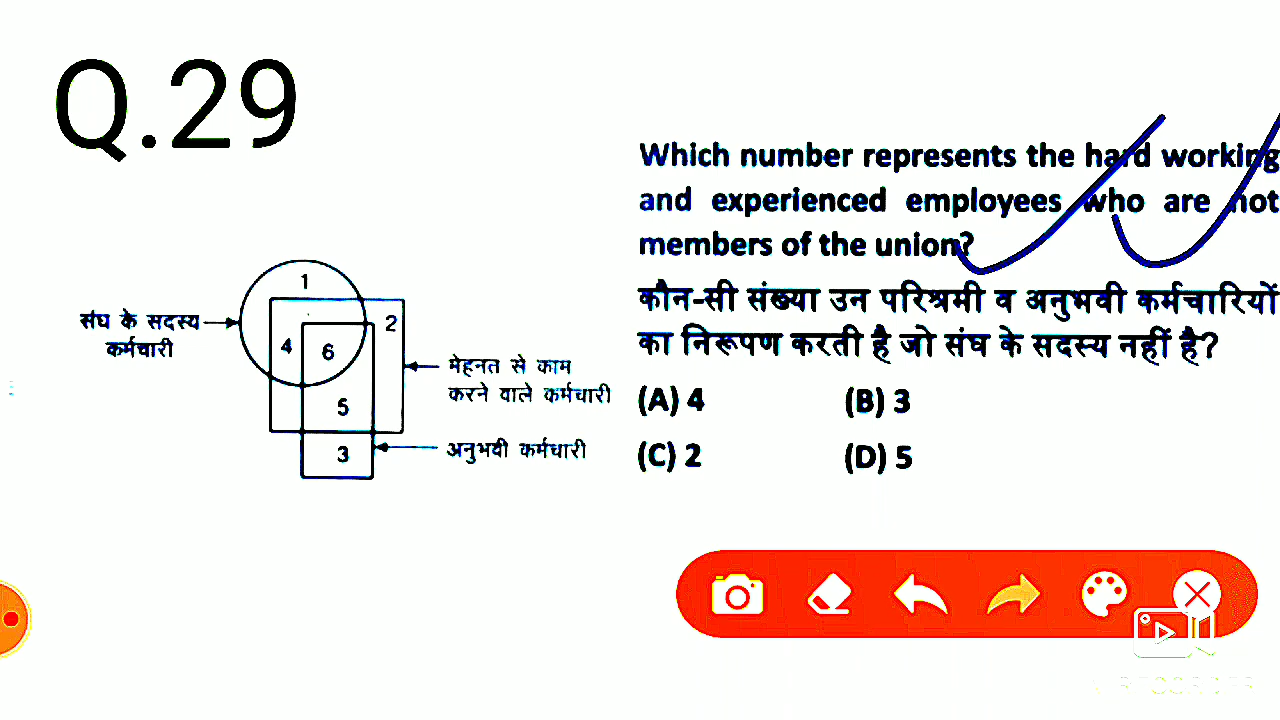 Q.29
Which number represents the hard working
and experienced employees who are not
members of the union?
कौन-सी संख्या उन परिश्रमी व अनुभवी कर्मचारियों
का निरूपण करती है जो संघ के सदस्य नहीं है?
(A) 4 (B) 3
(C) 2 (D) 5
संघ के सदस्य
कर्मचारी
1
2
4
6
5
3
मेहनत से काम
करने वाले कर्मचारी
अनुभवी कर्मचारी